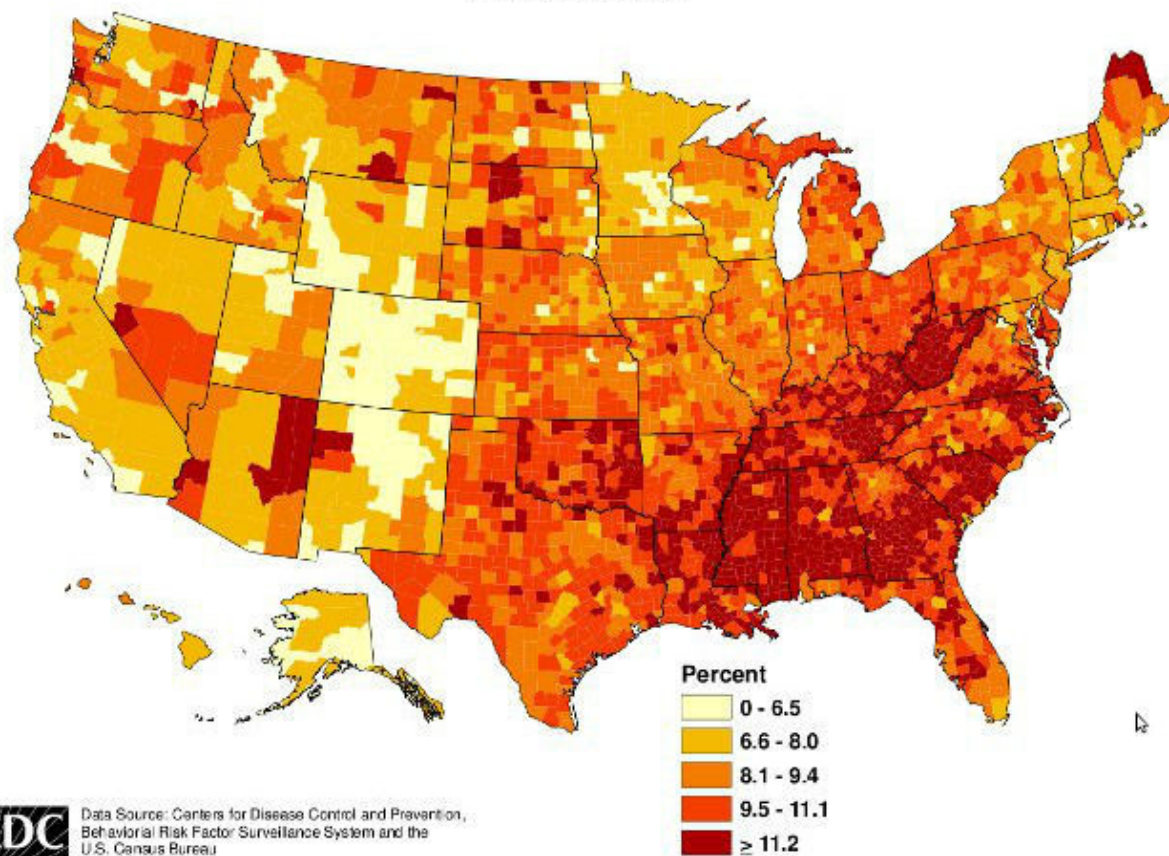 Percent
0 - 6.5
6.6 - 8.0
8.1 - 9.4
9.5 - 11.1
≥ 11.2
DC
Data Source: Centers for Disease Control and Prevention,
Behaviorial Risk Factor Surveillance System and the
U.S. Census Bureau